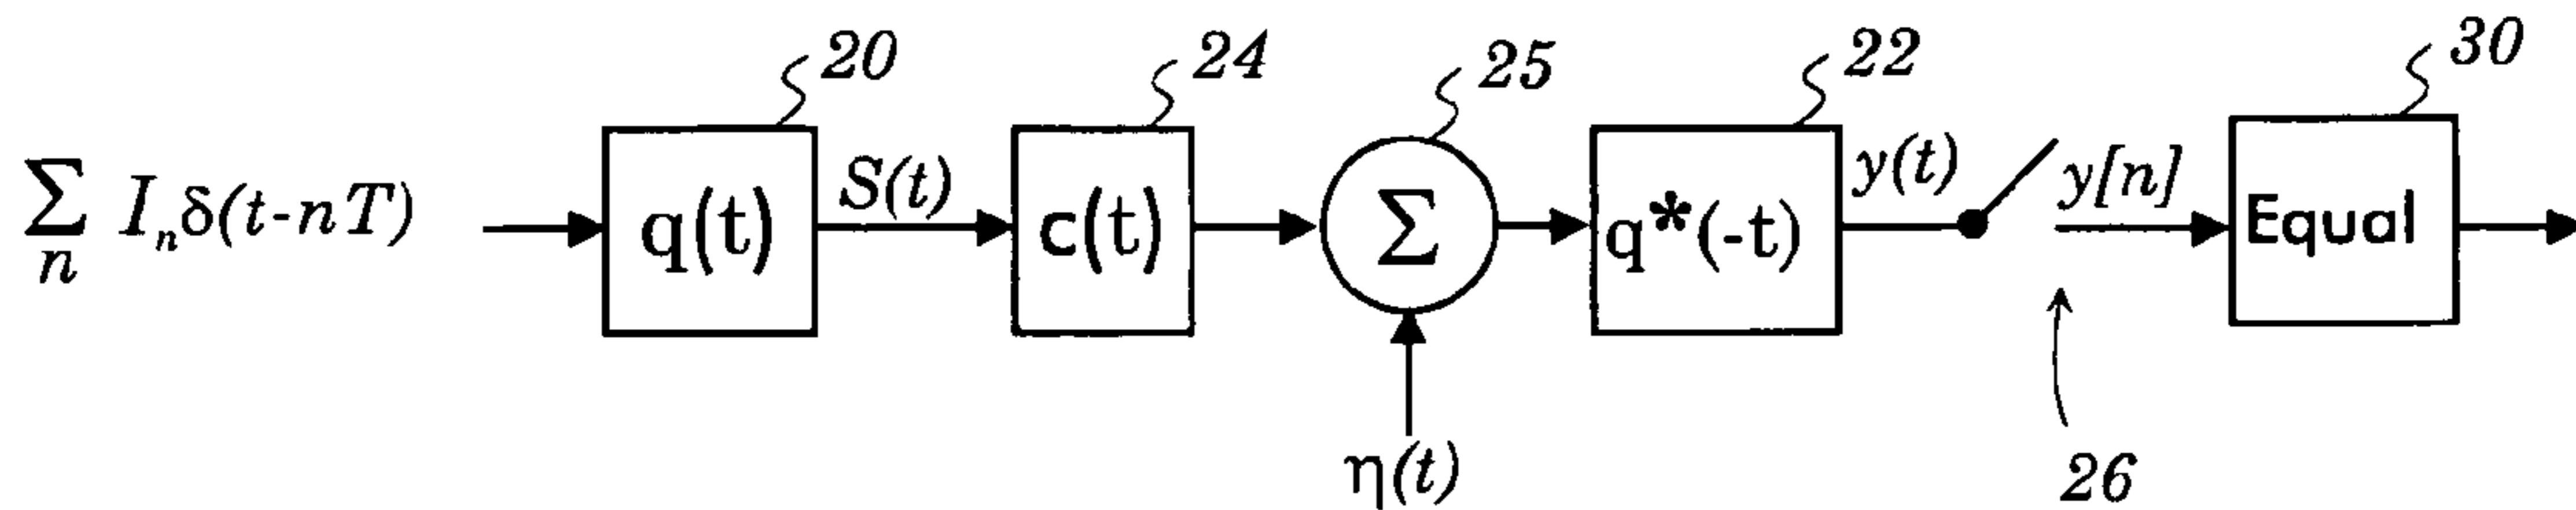 20 24 25 22 30
Σ I_n δ(t-nT) q(t) S(t) c(t) Σ q*(-t) y(t) y[n] Equal
n
η(t) 26